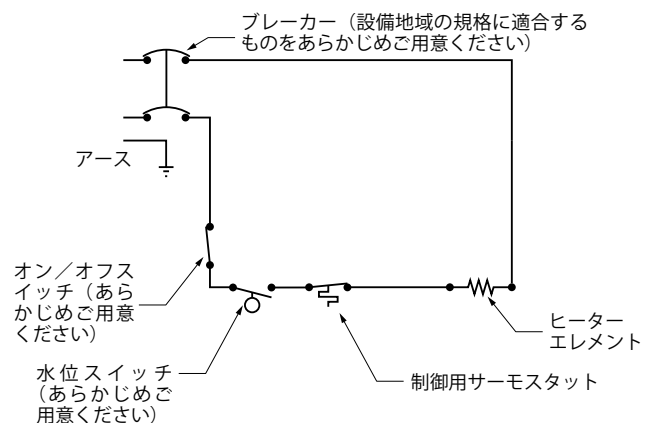 ブレーカー（設備地域の規格に適合する
ものをあらかじめご用意ください）
アース
オン／オフス
イッチ（あら
かじめご用意
ください）
水位スイッチ
（あらかじめご
用意ください）
制御用サーモスタット
ヒーター
エレメント